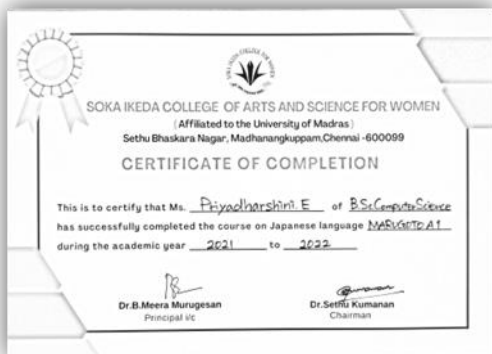 SOKA IKEDA COLLEGE OF ARTS AND SCIENCE FOR WOMEN
(Affiliated to the University of Madras)
Sethu Bhaskara Nagar, Madhanangkuppam,Chennai -600099
CERTIFICATE OF COMPLETION
This is to certify that Ms. Priyadharshini.E of B.Sc.Computer Science
has successfully completed the course on Japanese language MARUGOTO A1
during the academic year 2021 to 2022
Dr.B.Meera Murugesan Dr.Sethu Kumanan
Principal i/c Chairman